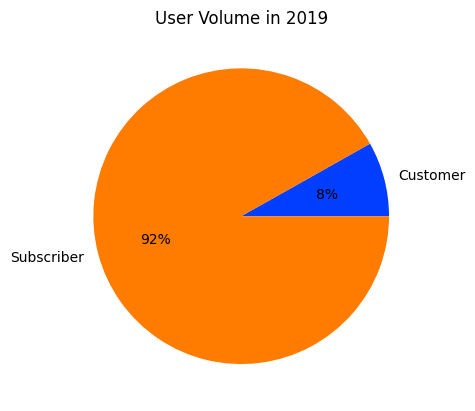 User Volume in 2019
Customer
8%
92%
Subscriber